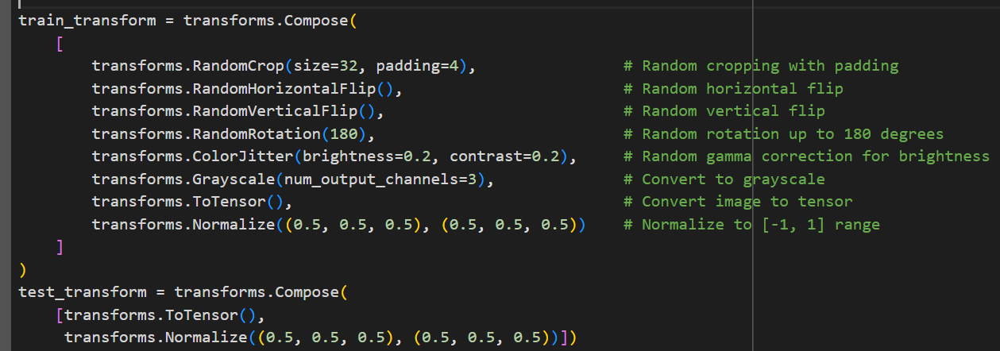 train_transform = transforms.Compose(
    [
        transforms.RandomCrop(size=32, padding=4),                # Random cropping with padding
        transforms.RandomHorizontalFlip(),                        # Random horizontal flip
        transforms.RandomVerticalFlip(),                          # Random vertical flip
        transforms.RandomRotation(180),                           # Random rotation up to 180 degrees
        transforms.ColorJitter(brightness=0.2, contrast=0.2),     # Random gamma correction for brightness
        transforms.Grayscale(num_output_channels=3),              # Convert to grayscale
        transforms.ToTensor(),                                    # Convert image to tensor
        transforms.Normalize((0.5, 0.5, 0.5), (0.5, 0.5, 0.5))    # Normalize to [-1, 1] range
    ]
)
test_transform = transforms.Compose(
    [transforms.ToTensor(),
     transforms.Normalize((0.5, 0.5, 0.5), (0.5, 0.5, 0.5))])